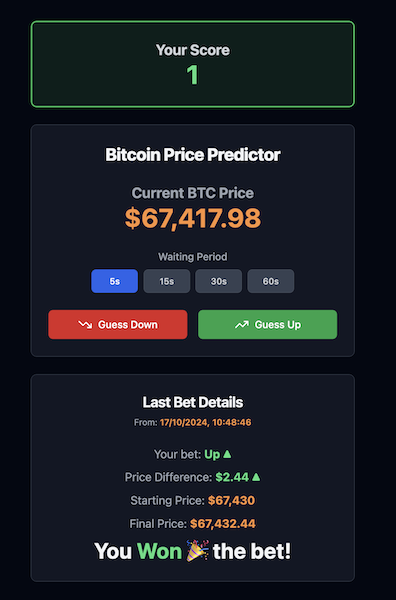 Your Score
1
Bitcoin Price Predictor
Current BTC Price
$67,417.98
Waiting Period
5s 15s 30s 60s
Guess Down Guess Up
Last Bet Details
From: 17/10/2024, 10:48:46
Your bet: Up ▲
Price Difference: $2.44 ▲
Starting Price: $67,430
Final Price: $67,432.44
You Won 🎉 the bet!